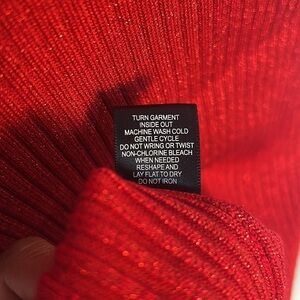 TURN GARMENT
INSIDE OUT
MACHINE WASH COLD
GENTLE CYCLE
DO NOT WRING OR TWIST
NON-CHLORINE BLEACH
WHEN NEEDED
RESHAPE AND
LAY FLAT TO DRY
DO NOT IRON